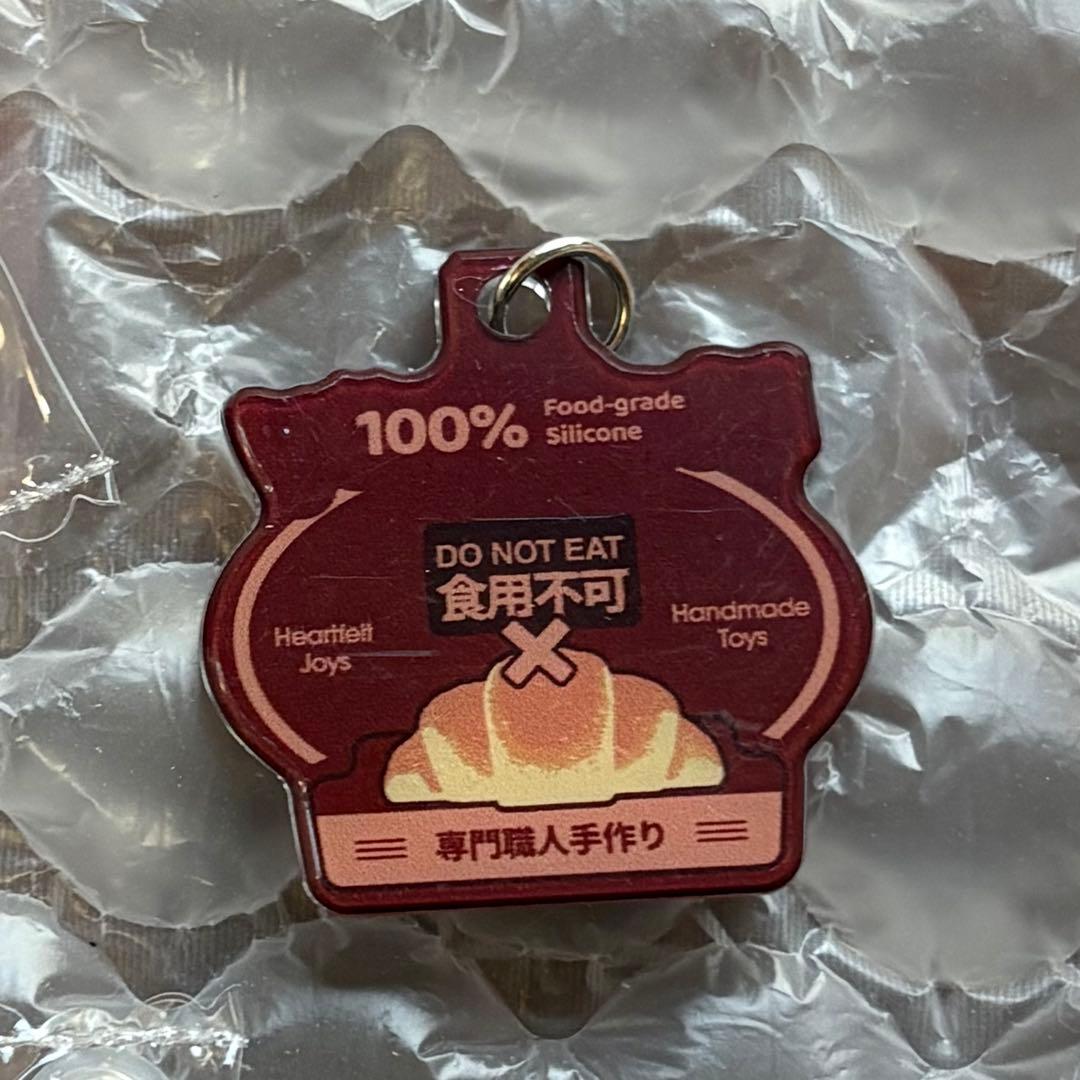 100%
Food-grade
Silicone
DO NOT EAT
食用不可
Heartfelt
Joys
Handmade
Toys
専門職人手作り